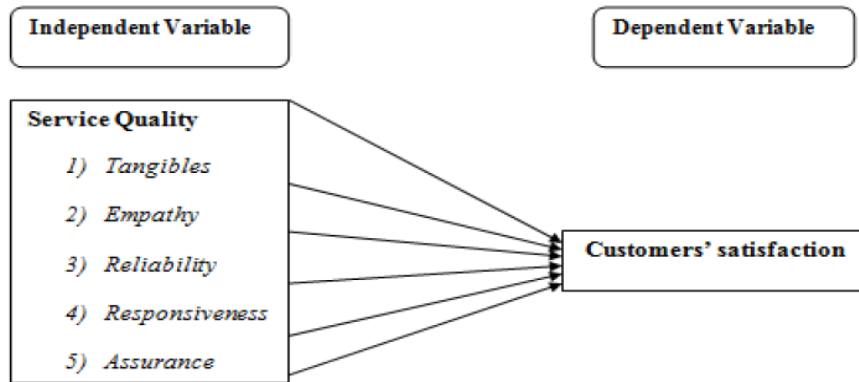 Independent Variable
Dependent Variable
Service Quality
1) Tangibles
2) Empathy
3) Reliability
4) Responsiveness
5) Assurance
Customers’ satisfaction